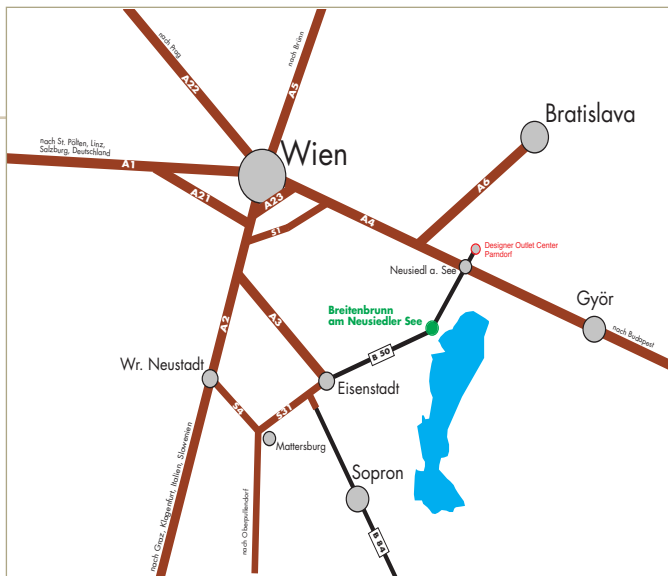 nach Prag
nach Brünn
A22
A5
Bratislava
Wien
nach St. Pölten, Linz,
Salzburg, Deutschland
A1
A21
A23
S1
A4
A6
Designer Outlet Center
Parndorf
Neusiedl a. See
Breitenbrunn
am Neusiedler See
Györ
nach Budapest
A2
A3
B 50
Wr. Neustadt
Eisenstadt
S4
S31
Mattersburg
Sopron
nach Graz, Klagenfurt, Italien, Slowenien
nach Oberpullendorf
B 84